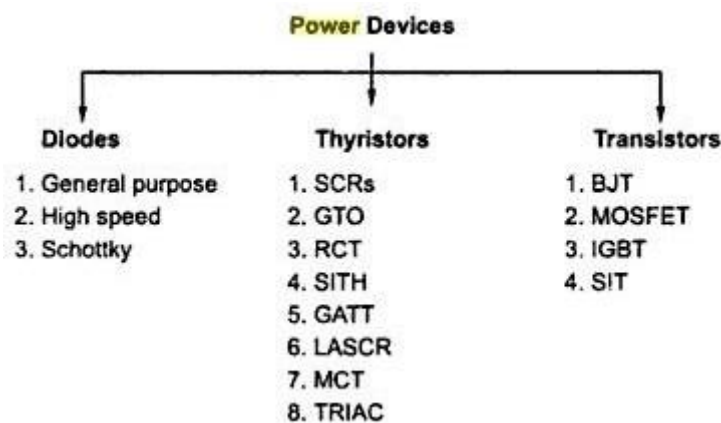 Power Devices
Diodes
1. General purpose
2. High speed
3. Schottky
Thyristors
1. SCRs
2. GTO
3. RCT
4. SITH
5. GATT
6. LASCR
7. MCT
8. TRIAC
Transistors
1. BJT
2. MOSFET
3. IGBT
4. SIT